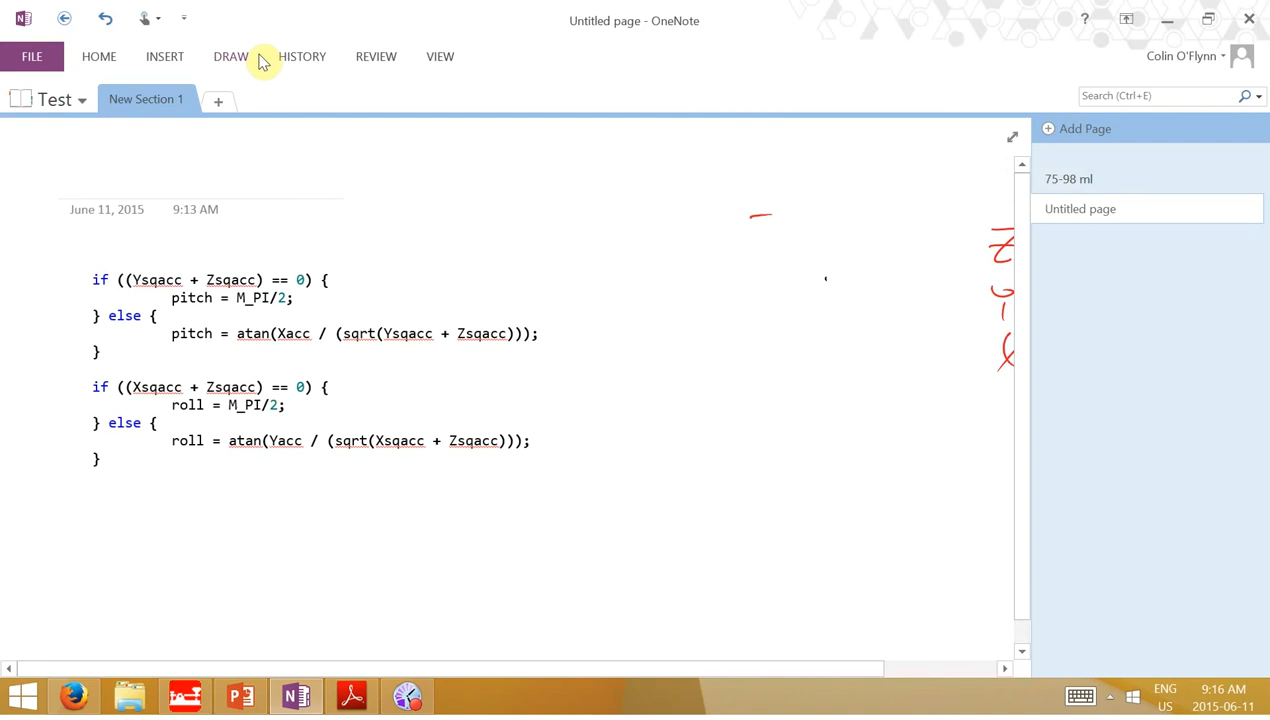 Untitled page - OneNote
?
FILE HOME INSERT DRAW HISTORY REVIEW VIEW
Colin O'Flynn
Test New Section 1 +
Search (Ctrl+E)
Add Page
75-98 ml
Untitled page
June 11, 2015 9:13 AM
if ((Ysqacc + Zsqacc) == 0) {
pitch = M_PI/2;
} else {
pitch = atan(Xacc / (sqrt(Ysqacc + Zsqacc)));
}
if ((Xsqacc + Zsqacc) == 0) {
roll = M_PI/2;
} else {
roll = atan(Yacc / (sqrt(Xsqacc + Zsqacc)));
}
ENG
US
9:16 AM
2015-06-11